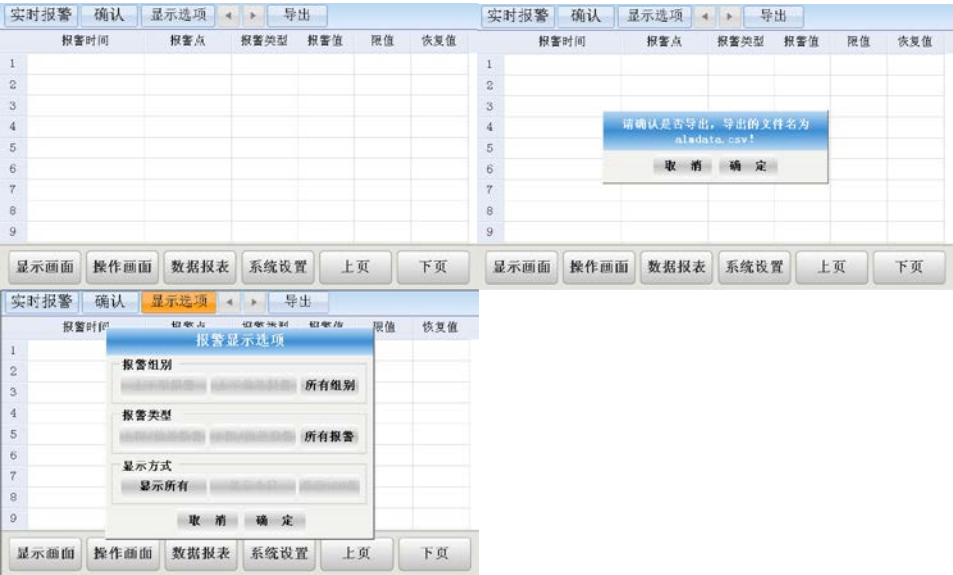 实时报警 确认 显示选项 导出
报警时间 报警点 报警类型 报警值 限值 恢复值
1
2
3
4
5
6
7
8
9
显示画面 操作画面 数据报表 系统设置 上页 下页
实时报警 确认 显示选项 导出
报警时间 报警点 报警类型 报警值 限值 恢复值
1
2
3
4
请确认是否导出，导出的文件名为
almdata.csv!
5
6
取 消 确 定
7
8
9
显示画面 操作画面 数据报表 系统设置 上页 下页
实时报警 确认 显示选项 导出
报警时间 报警点 报警类型 报警值 限值 恢复值
报警显示选项
1
报警组别
2
所有组别
3
报警类型
4
5
所有报警
6
显示方式
7
显示所有
8
取 消 确 定
9
显示画面 操作画面 数据报表 系统设置 上页 下页